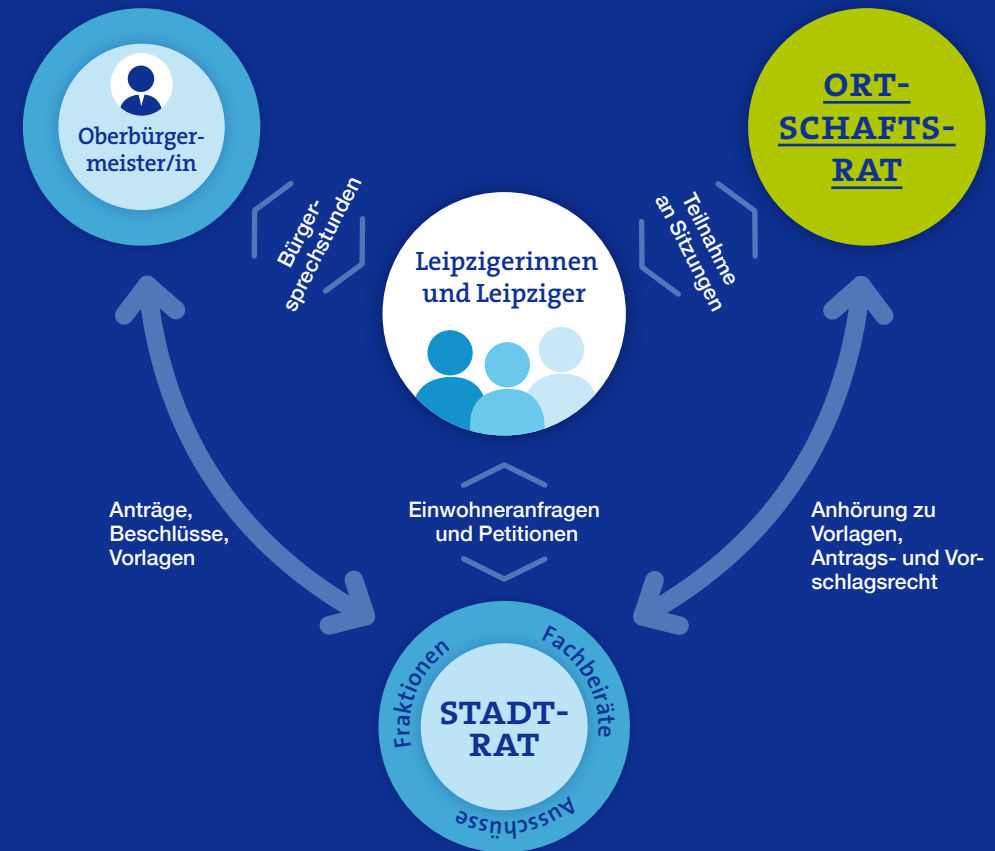 Oberbürger-
meister/in
ORT-
SCHAFTS-
RAT
Bürger-
sprechstunden
Leipzigerinnen
und Leipziger
Teilnahme
an Sitzungen
Anträge,
Beschlüsse,
Vorlagen
Einwohneranfragen
und Petitionen
Anhörung zu
Vorlagen,
Antrags- und Vor-
schlagsrecht
Fraktionen
Fachbeiräte
STADT-
RAT
Ausschüsse